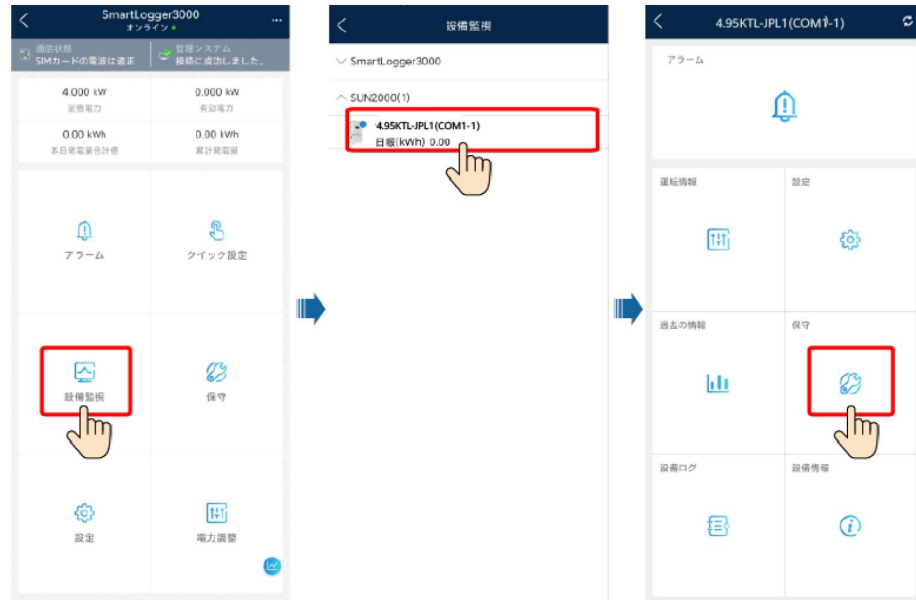 SmartLogger3000
オンライン
通信状態
SIMカードの電波は適正
管理システム
接続に成功しました。
4.000 kW
定格電力
0.000 kW
有効電力
0.00 kWh
本日発電量合計値
0.00 kWh
累計発電量
アラーム
クイック設定
設備監視
保守
設定
電力調整
設備監視
SmartLogger3000
SUN2000(1)
4.95KTL-JPL1(COM1-1)
日報(kWh) 0.00
4.95KTL-JPL1(COM1-1)
アラーム
運転情報
設定
過去の情報
保守
設備ログ
設備情報